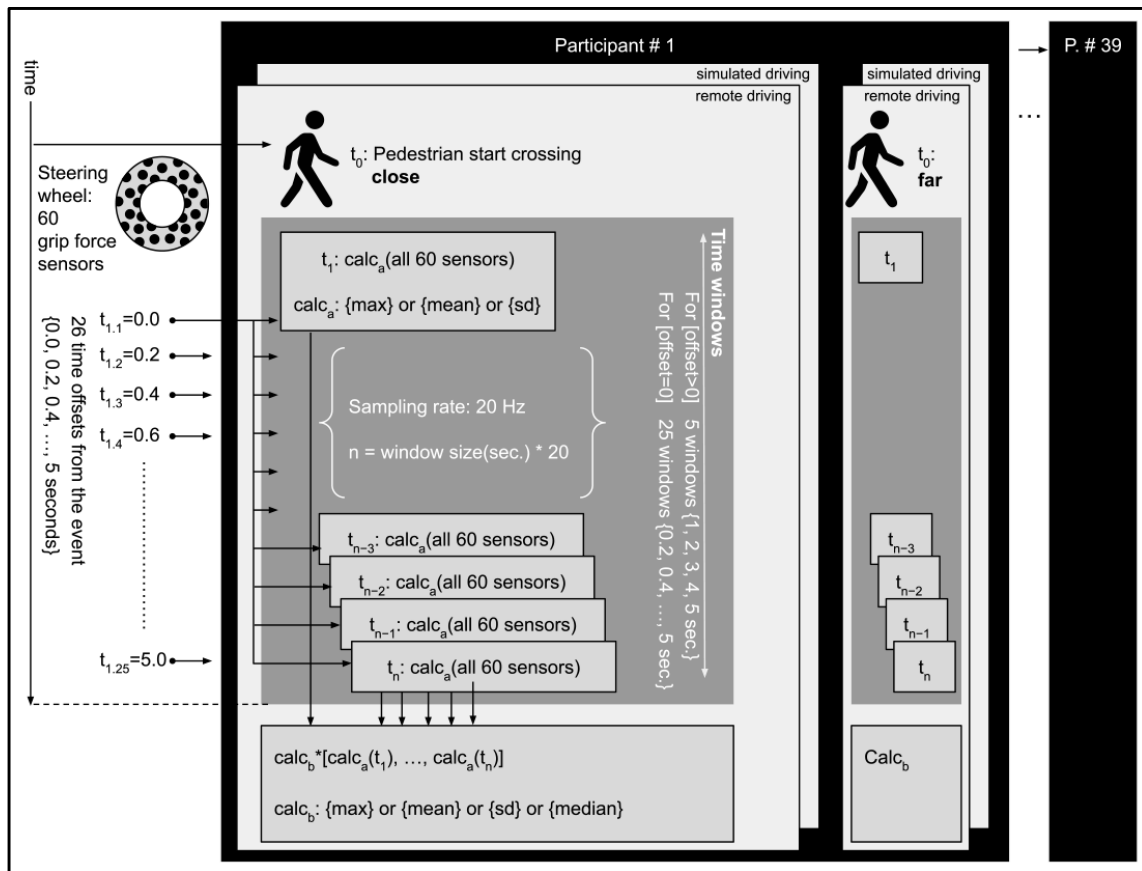 Participant # 1
P. # 39
simulated driving
remote driving
simulated driving
remote driving
...
time
t0: Pedestrian start crossing
close
t0:
far
Steering
wheel:
60
grip force
sensors
26 time offsets from the event
{0.0, 0.2, 0.4, …, 5 seconds}
t1.1=0.0
t1.2=0.2
t1.3=0.4
t1.4=0.6
t1.25=5.0
t1: calca(all 60 sensors)
calca: {max} or {mean} or {sd}
Sampling rate: 20 Hz
n = window size(sec.) * 20
tn−3: calca(all 60 sensors)
tn−2: calca(all 60 sensors)
tn−1: calca(all 60 sensors)
tn: calca(all 60 sensors)
Time windows
For [offset>0] 5 windows {1, 2, 3, 4, 5 sec.}
For [offset=0] 25 windows {0.2, 0.4, …, 5 sec.}
t1
tn−3
tn−2
tn−1
tn
calcb*[calca(t1), …, calca(tn)]
calcb: {max} or {mean} or {sd} or {median}
Calcb